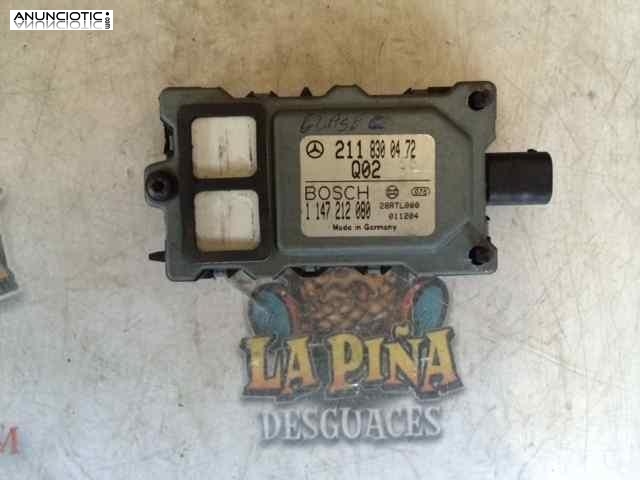 ANUNCIOTIC
.com
CLASE C
211 830 04 72
Q02
BOSCH
1 147 212 080
28RTL000
011204
Made in Germany
LA PIÑA
DESGUACES
M